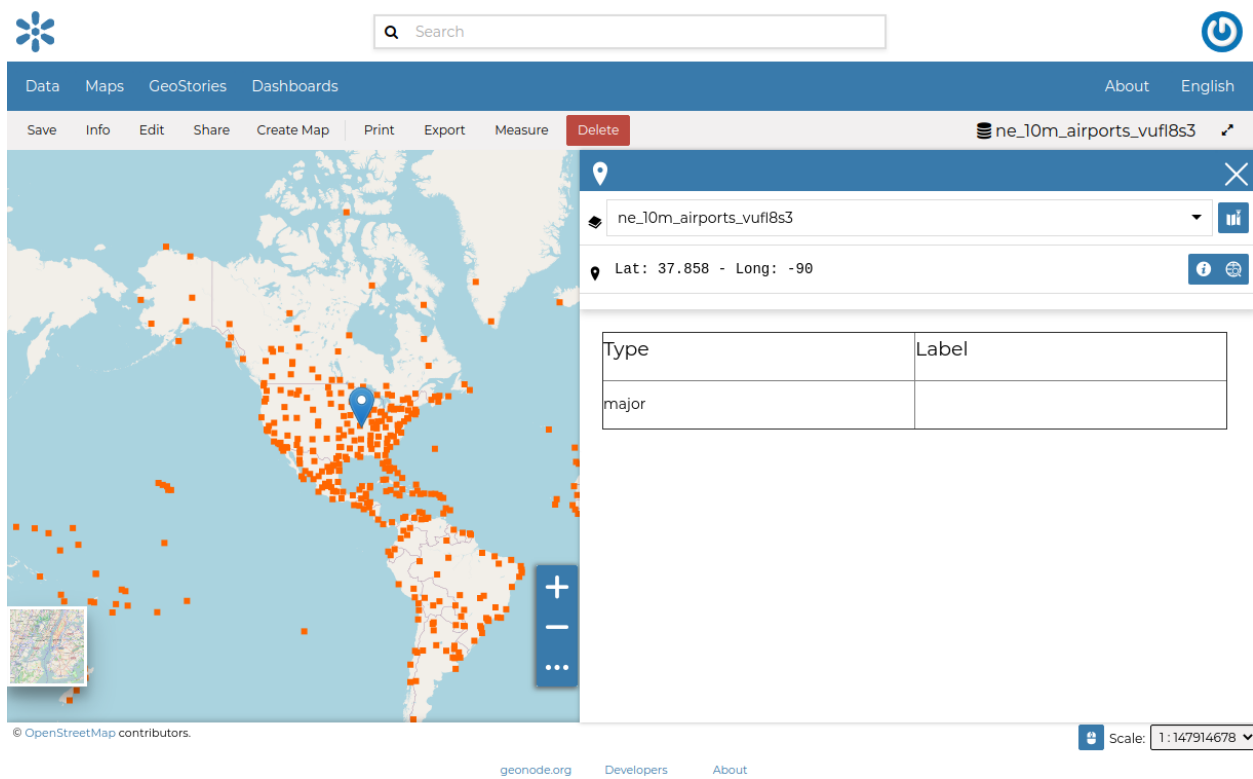 Search
Data Maps GeoStories Dashboards About English
Save Info Edit Share Create Map Print Export Measure Delete ne_10m_airports_vufl8s3
ne_10m_airports_vufl8s3
Lat: 37.858 - Long: -90
Type Label
major
© OpenStreetMap contributors.
Scale: 1 : 147914678
geonode.org Developers About